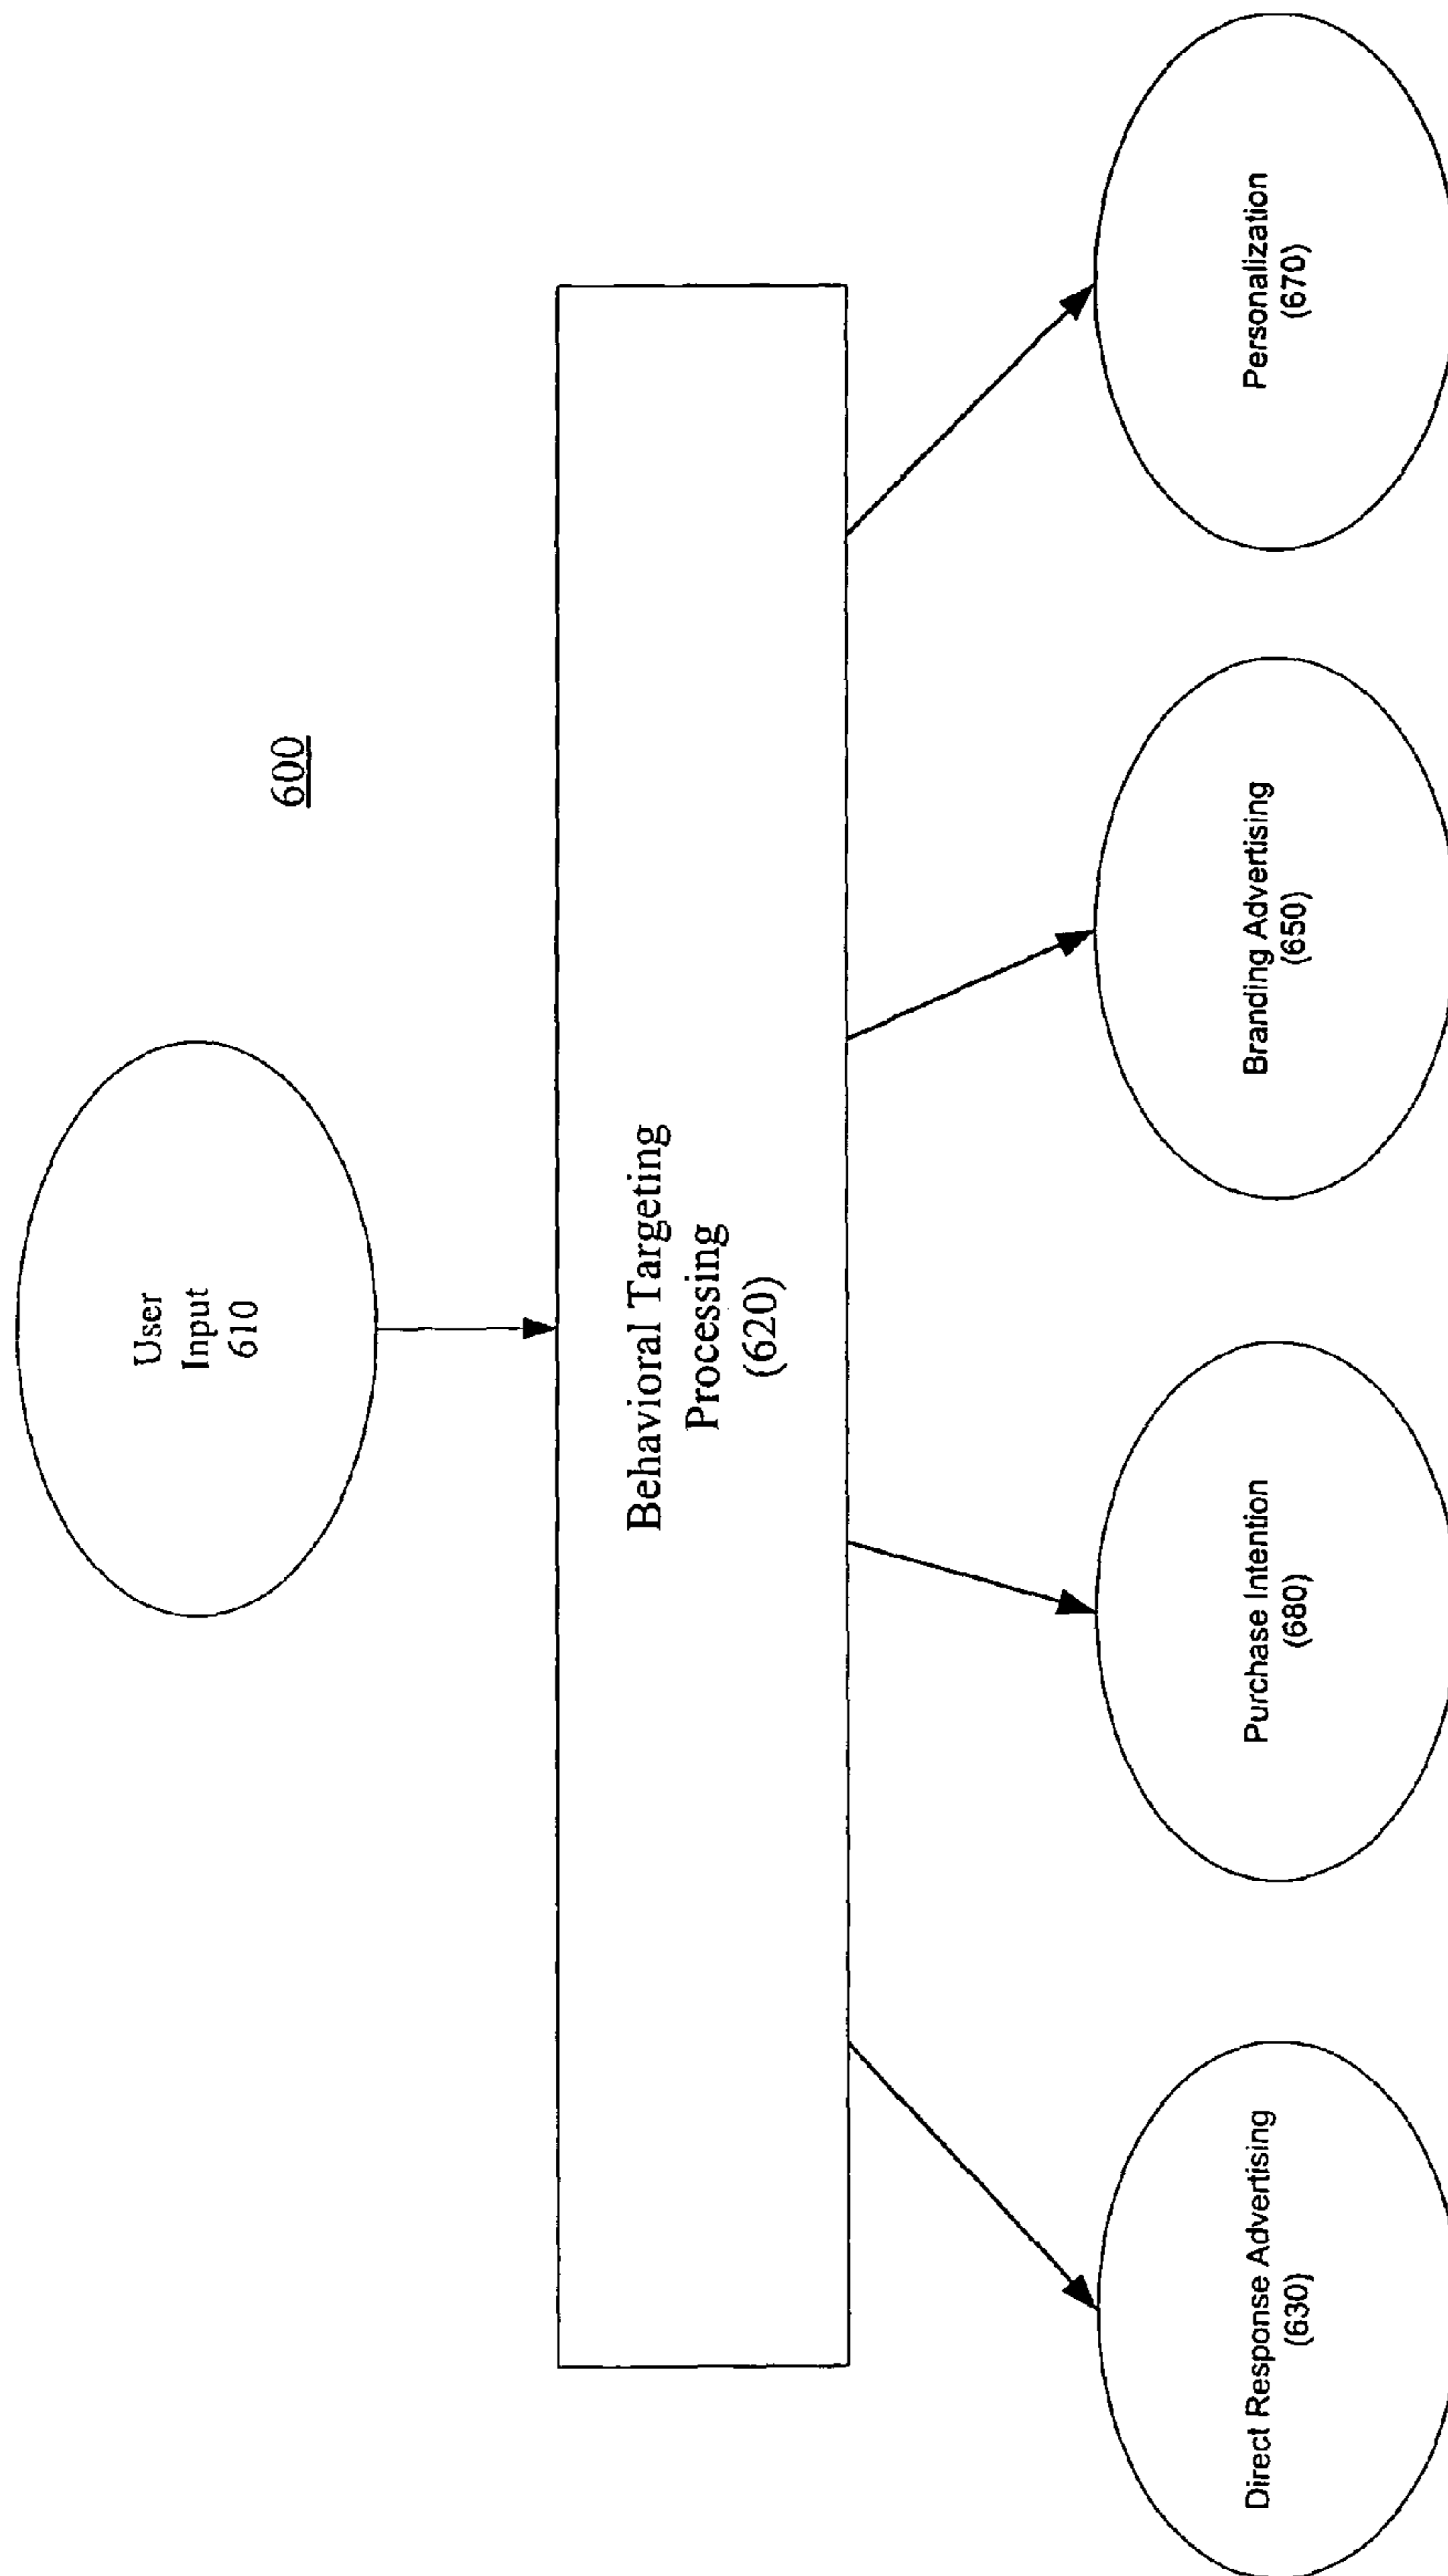 600
User
Input
610
Behavioral Targeting
Processing
(620)
Direct Response Advertising
(630)
Purchase Intention
(680)
Branding Advertising
(650)
Personalization
(670)